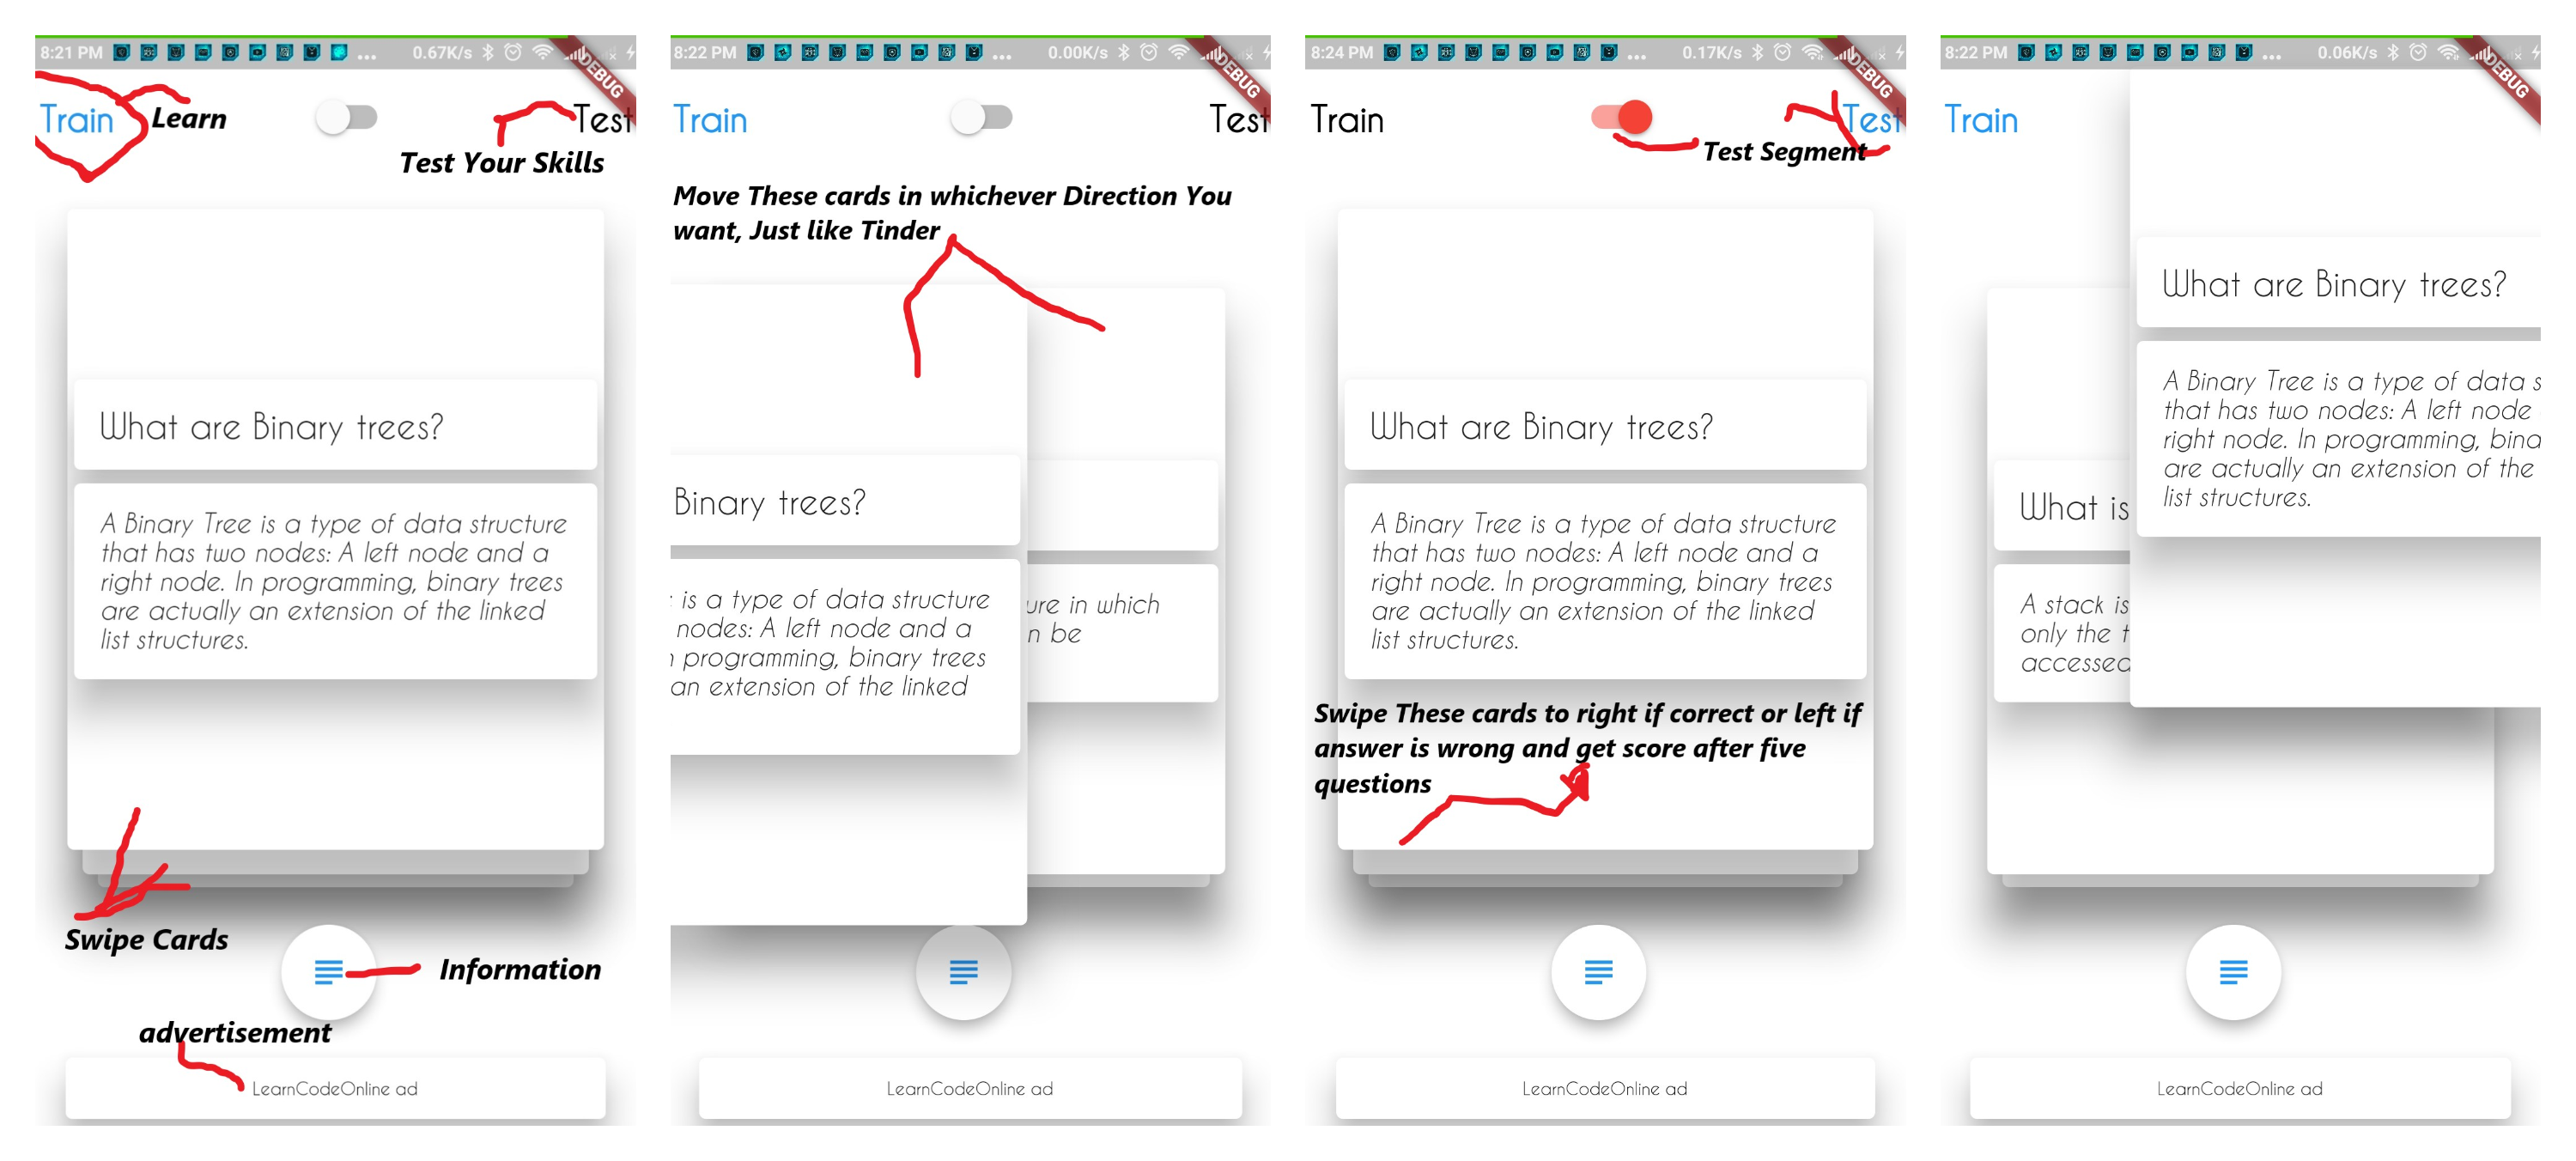 8:21 PM ... 0.67K/s
DEBUG
Train Learn Test
Test Your Skills
What are Binary trees?
A Binary Tree is a type of data structure
that has two nodes: A left node and a
right node. In programming, binary trees
are actually an extension of the linked
list structures.
Swipe Cards
Information
advertisement
LearnCodeOnline ad
8:22 PM ... 0.00K/s
DEBUG
Train Test
Move These cards in whichever Direction You
want, Just like Tinder
Binary trees?
is a type of data structure
nodes: A left node and a
programming, binary trees
an extension of the linked
ure in which
n be
LearnCodeOnline ad
8:24 PM ... 0.17K/s
DEBUG
Train Test
Test Segment
What are Binary trees?
A Binary Tree is a type of data structure
that has two nodes: A left node and a
right node. In programming, binary trees
are actually an extension of the linked
list structures.
Swipe These cards to right if correct or left if
answer is wrong and get score after five
questions
LearnCodeOnline ad
8:22 PM ... 0.06K/s
DEBUG
Train
What are Binary trees?
A Binary Tree is a type of data s
that has two nodes: A left node
right node. In programming, bina
are actually an extension of the
list structures.
What is
A stack is
only the t
accessed
LearnCodeOnline ad